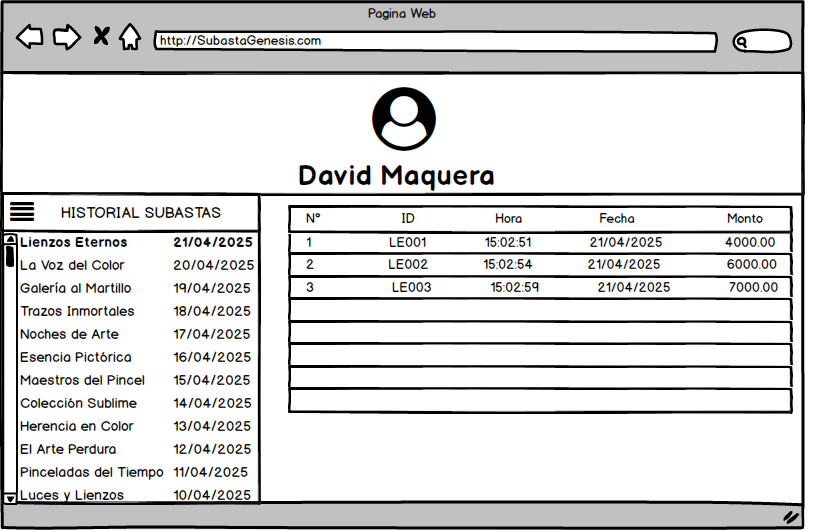 Pagina Web
http://SubastaGenesis.com
David Maquera
HISTORIAL SUBASTAS
Lienzos Eternos 21/04/2025
La Voz del Color 20/04/2025
Galería al Martillo 19/04/2025
Trazos Inmortales 18/04/2025
Noches de Arte 17/04/2025
Esencia Pictórica 16/04/2025
Maestros del Pincel 15/04/2025
Colección Sublime 14/04/2025
Herencia en Color 13/04/2025
El Arte Perdura 12/04/2025
Pinceladas del Tiempo 11/04/2025
Luces y Lienzos 10/04/2025
N° ID Hora Fecha Monto
1 LE001 15:02:51 21/04/2025 4000.00
2 LE002 15:02:54 21/04/2025 6000.00
3 LE003 15:02:59 21/04/2025 7000.00